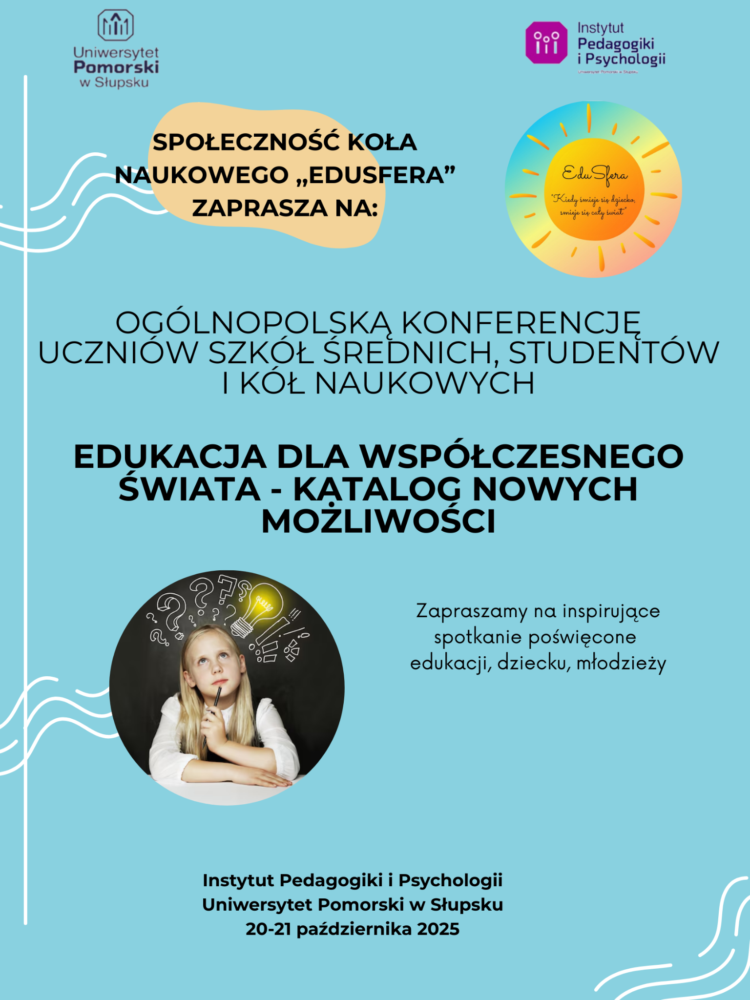 Uniwersytet
Pomorski
w Słupsku
Instytut
Pedagogiki
i Psychologii
Uniwersytet Pomorski w Słupsku
SPOŁECZNOŚĆ KOŁA
NAUKOWEGO „EDUSFERA”
ZAPRASZA NA:
EduSfera
"Kiedy śmieje się dziecko,
smieje się cały świat"
OGÓLNOPOLSKĄ KONFERENCJĘ
UCZNIÓW SZKÓŁ ŚREDNICH, STUDENTÓW
I KÓŁ NAUKOWYCH
EDUKACJA DLA WSPÓŁCZESNEGO
ŚWIATA - KATALOG NOWYCH
MOŻLIWOŚCI
Zapraszamy na inspirujące
spotkanie poświęcone
edukacji, dziecku, młodzieży
Instytut Pedagogiki i Psychologii
Uniwersytet Pomorski w Słupsku
20-21 października 2025